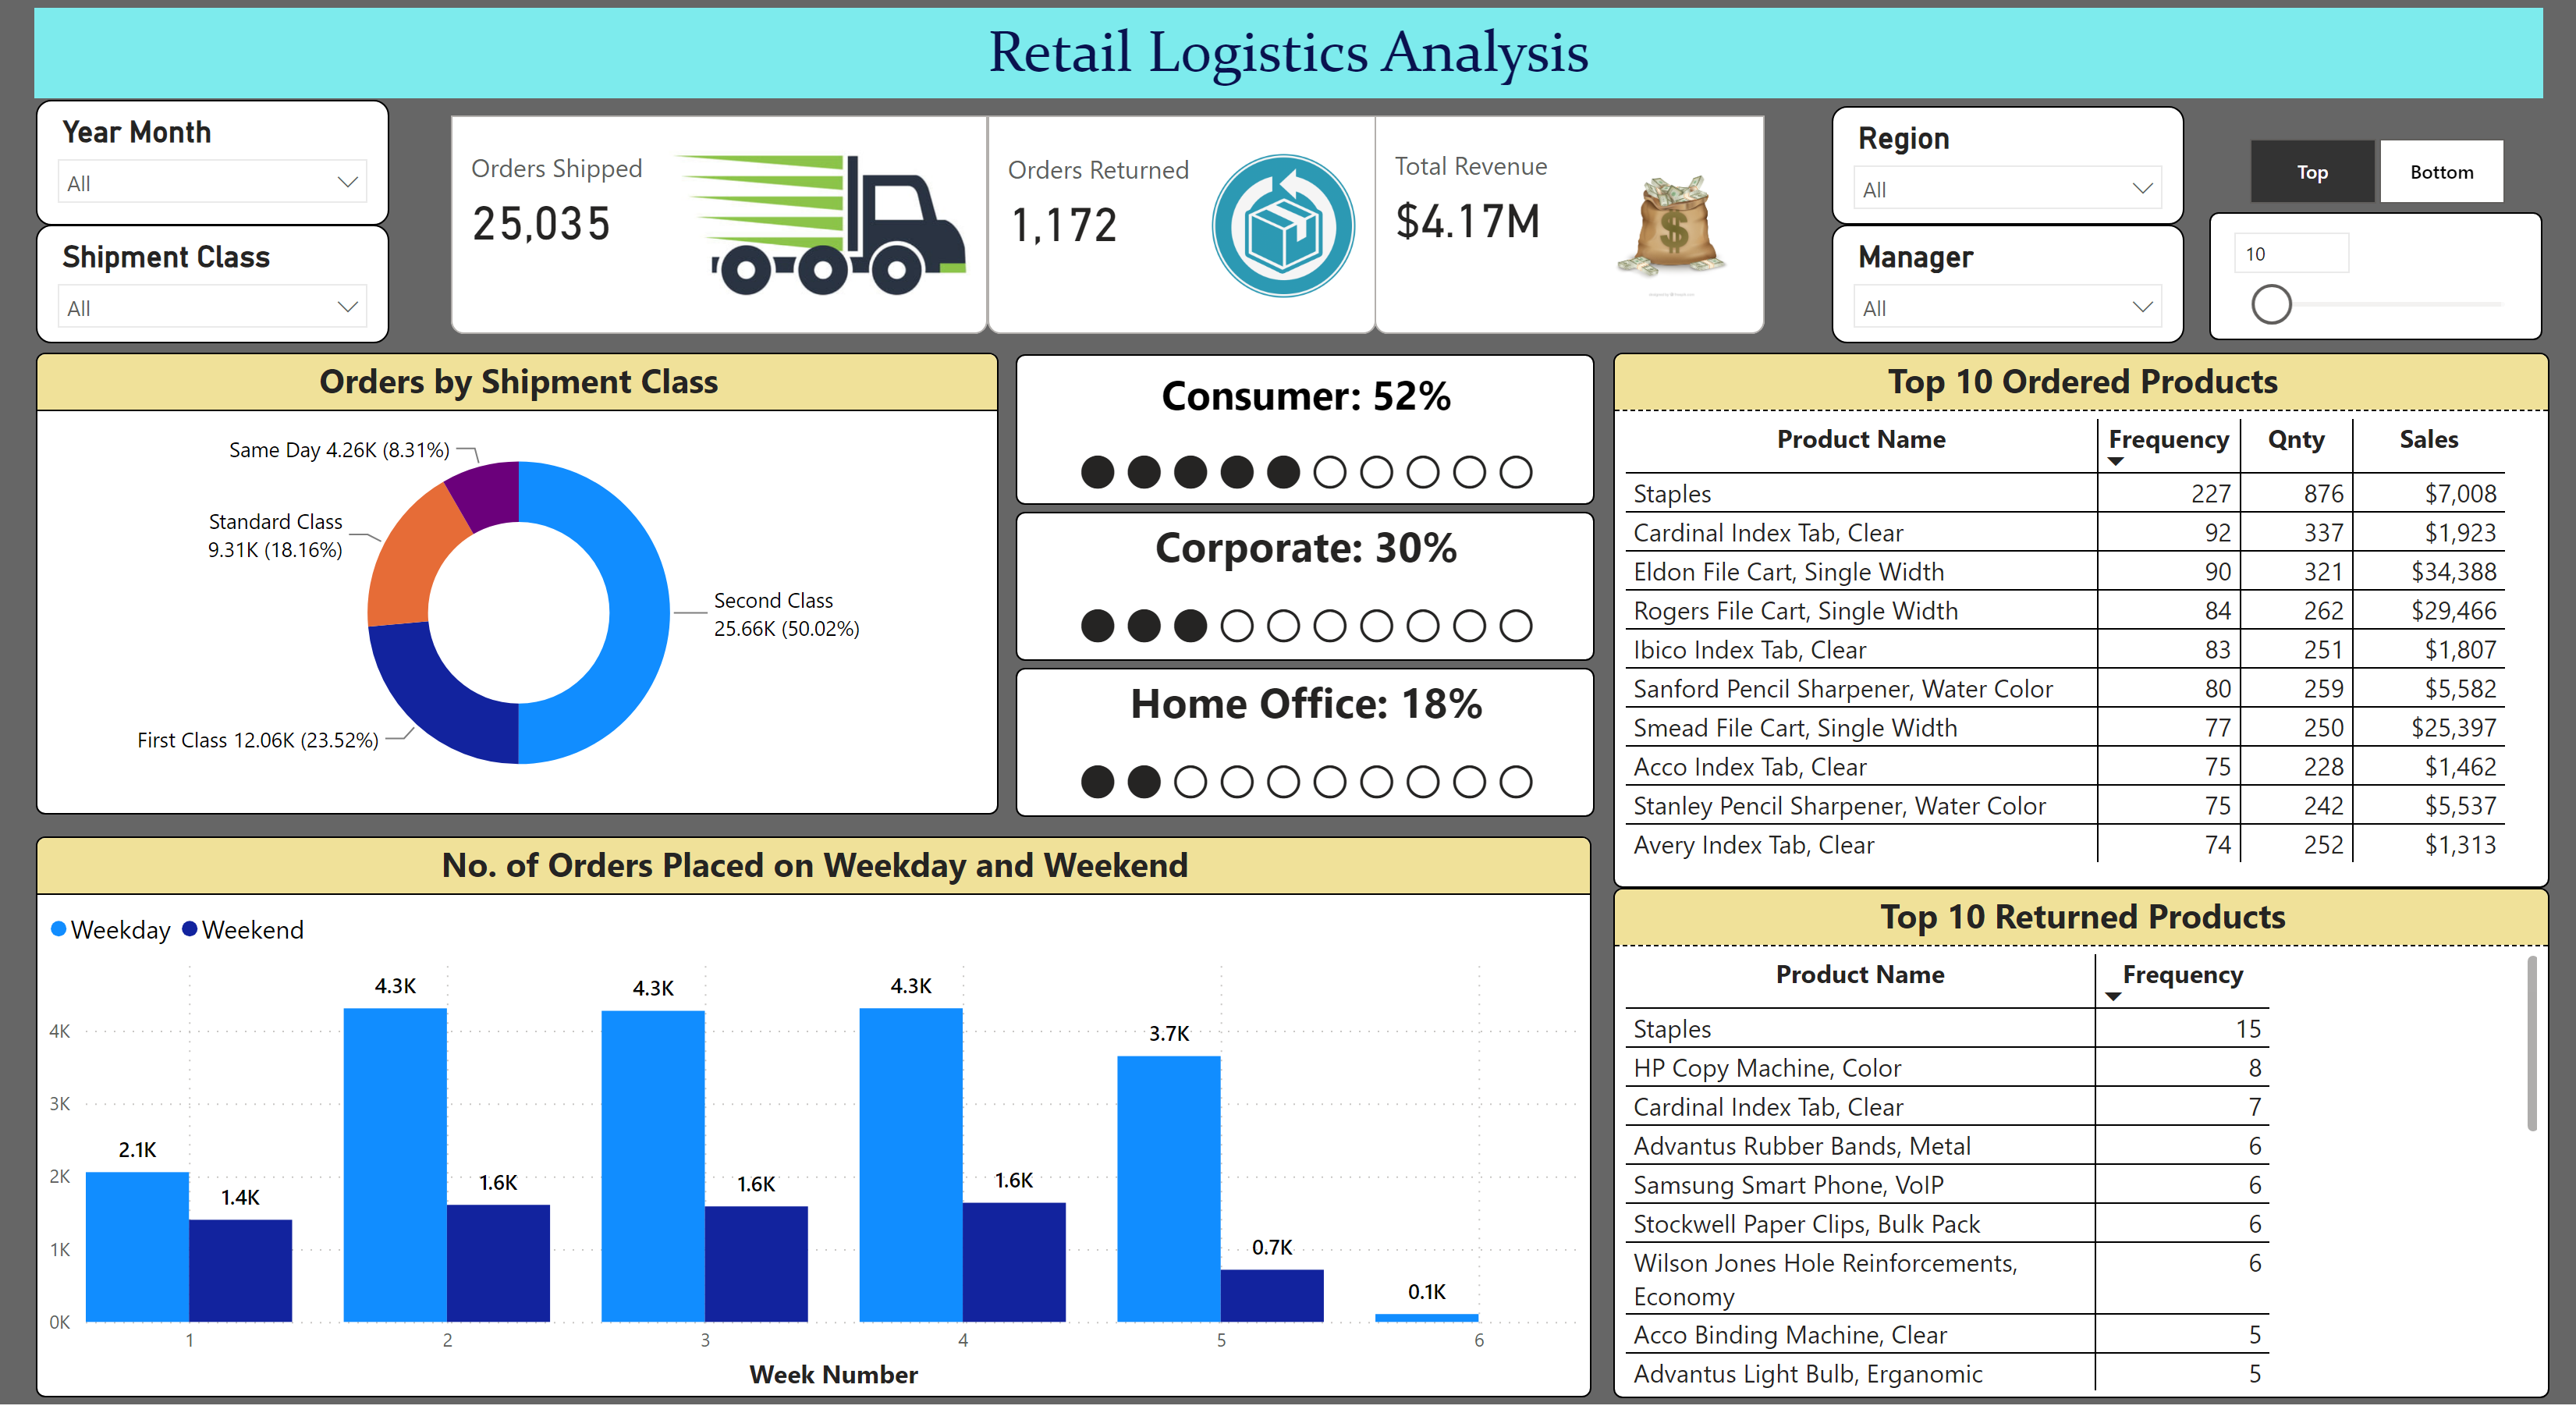 Retail Logistics Analysis
Year Month
All
Shipment Class
All
Orders Shipped
25,035
Orders Returned
1,172
Total Revenue
$4.17M
$
Region
All
Manager
All
Top
Bottom
10
Orders by Shipment Class
Same Day 4.26K (8.31%)
Standard Class
9.31K (18.16%)
Second Class
25.66K (50.02%)
First Class 12.06K (23.52%)
Consumer: 52%
Corporate: 30%
Home Office: 18%
Top 10 Ordered Products
Product Name Frequency Qnty Sales
Staples 227 876 $7,008
Cardinal Index Tab, Clear 92 337 $1,923
Eldon File Cart, Single Width 90 321 $34,388
Rogers File Cart, Single Width 84 262 $29,466
Ibico Index Tab, Clear 83 251 $1,807
Sanford Pencil Sharpener, Water Color 80 259 $5,582
Smead File Cart, Single Width 77 250 $25,397
Acco Index Tab, Clear 75 228 $1,462
Stanley Pencil Sharpener, Water Color 75 242 $5,537
Avery Index Tab, Clear 74 252 $1,313
No. of Orders Placed on Weekday and Weekend
Weekday Weekend
4K
3K
2K
1K
0K
2.1K
1.4K
4.3K
1.6K
4.3K
1.6K
4.3K
1.6K
3.7K
0.7K
0.1K
1 2 3 4 5 6
Week Number
Top 10 Returned Products
Product Name Frequency
Staples 15
HP Copy Machine, Color 8
Cardinal Index Tab, Clear 7
Advantus Rubber Bands, Metal 6
Samsung Smart Phone, VoIP 6
Stockwell Paper Clips, Bulk Pack 6
Wilson Jones Hole Reinforcements, 6
Economy
Acco Binding Machine, Clear 5
Advantus Light Bulb, Erganomic 5